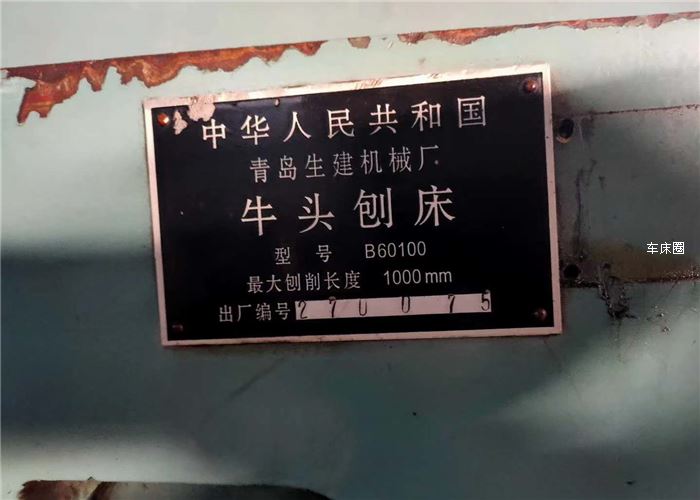 中华人民共和国
青岛生建机械厂
牛头刨床
型号 B60100
最大刨削长度 1000mm
出厂编号 270075
车床圈